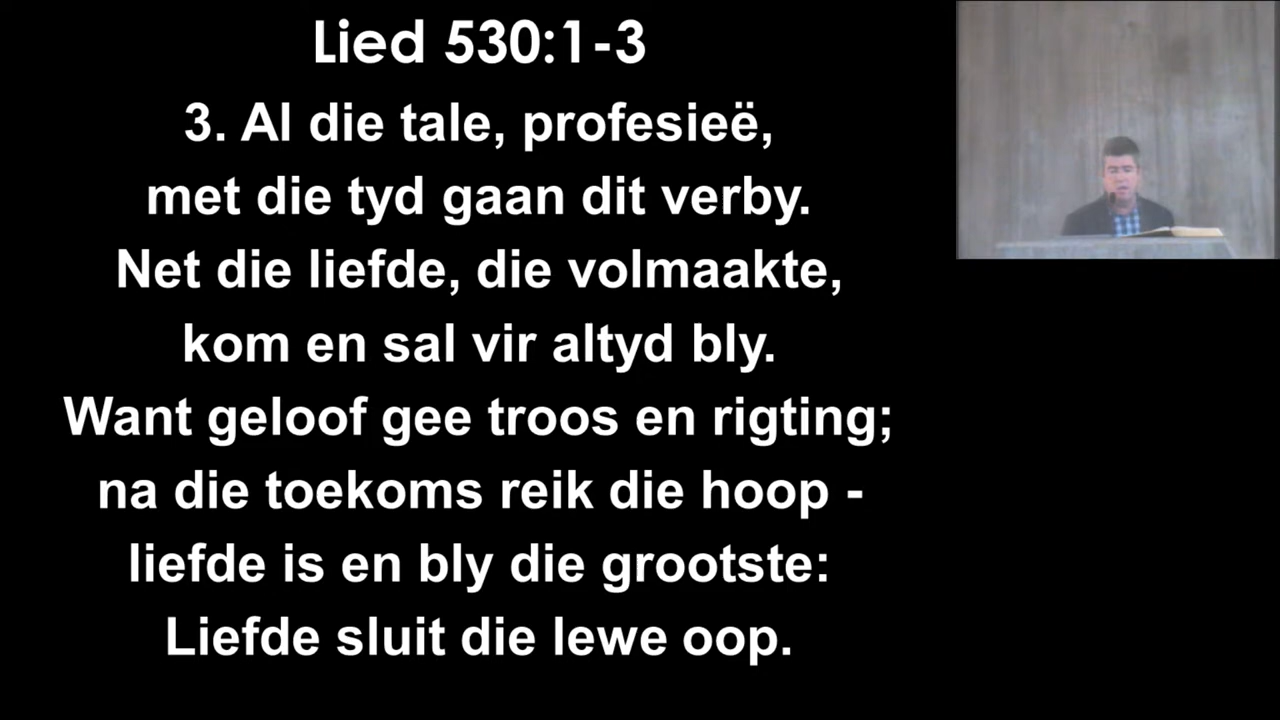 Lied 530:1-3
3. Al die tale, profesieë,
met die tyd gaan dit verby.
Net die liefde, die volmaakte,
kom en sal vir altyd bly.
Want geloof gee troos en rigting;
na die toekoms reik die hoop -
liefde is en bly die grootste:
Liefde sluit die lewe oop.